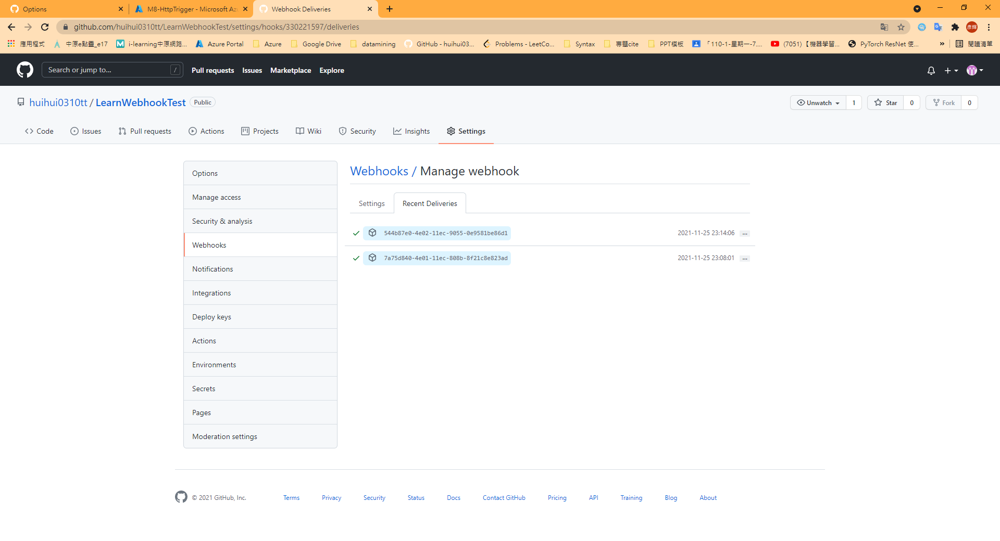 Options
M8-HttpTrigger - Microsoft Az
Webhook Deliveries
github.com/huihui0310tt/LearnWebhookTest/settings/hooks/330221597/deliveries
彥輝
應用程式
中原e點靈_e17
i-learning中原網路...
Azure Portal
Azure
Google Drive
datamining
GitHub - huihui03...
Problems - LeetCo...
Syntax
專題cite
PPT模板
「110-1-星期一-7....
(7051)【機器學習...
PyTorch ResNet 使...
»
閱讀清單
Search or jump to...
/
Pull requests
Issues
Marketplace
Explore
huihui0310tt / LearnWebhookTest
Public
Unwatch
1
Star
0
Fork
0
Code
Issues
Pull requests
Actions
Projects
Wiki
Security
Insights
Settings
Options
Manage access
Security & analysis
Webhooks
Notifications
Integrations
Deploy keys
Actions
Environments
Secrets
Pages
Moderation settings
Webhooks / Manage webhook
Settings
Recent Deliveries
544b87e0-4e02-11ec-9055-0e9581be86d1
2021-11-25 23:14:06
...
7a75d840-4e01-11ec-808b-8f21c8e823ad
2021-11-25 23:08:01
...
© 2021 GitHub, Inc.
Terms
Privacy
Security
Status
Docs
Contact GitHub
Pricing
API
Training
Blog
About